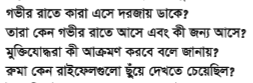 গভীর রাতে কারা এসে দরজায় ডাকে?
তারা কেন গভীর রাতে আসে এবং কী জন্য আসে?
মুক্তিযোদ্ধারা কী আক্রমণ করবে বলে জানায়?
রুমা কেন রাইফেলগুলো ছুঁয়ে দেখতে চেয়েছিল?